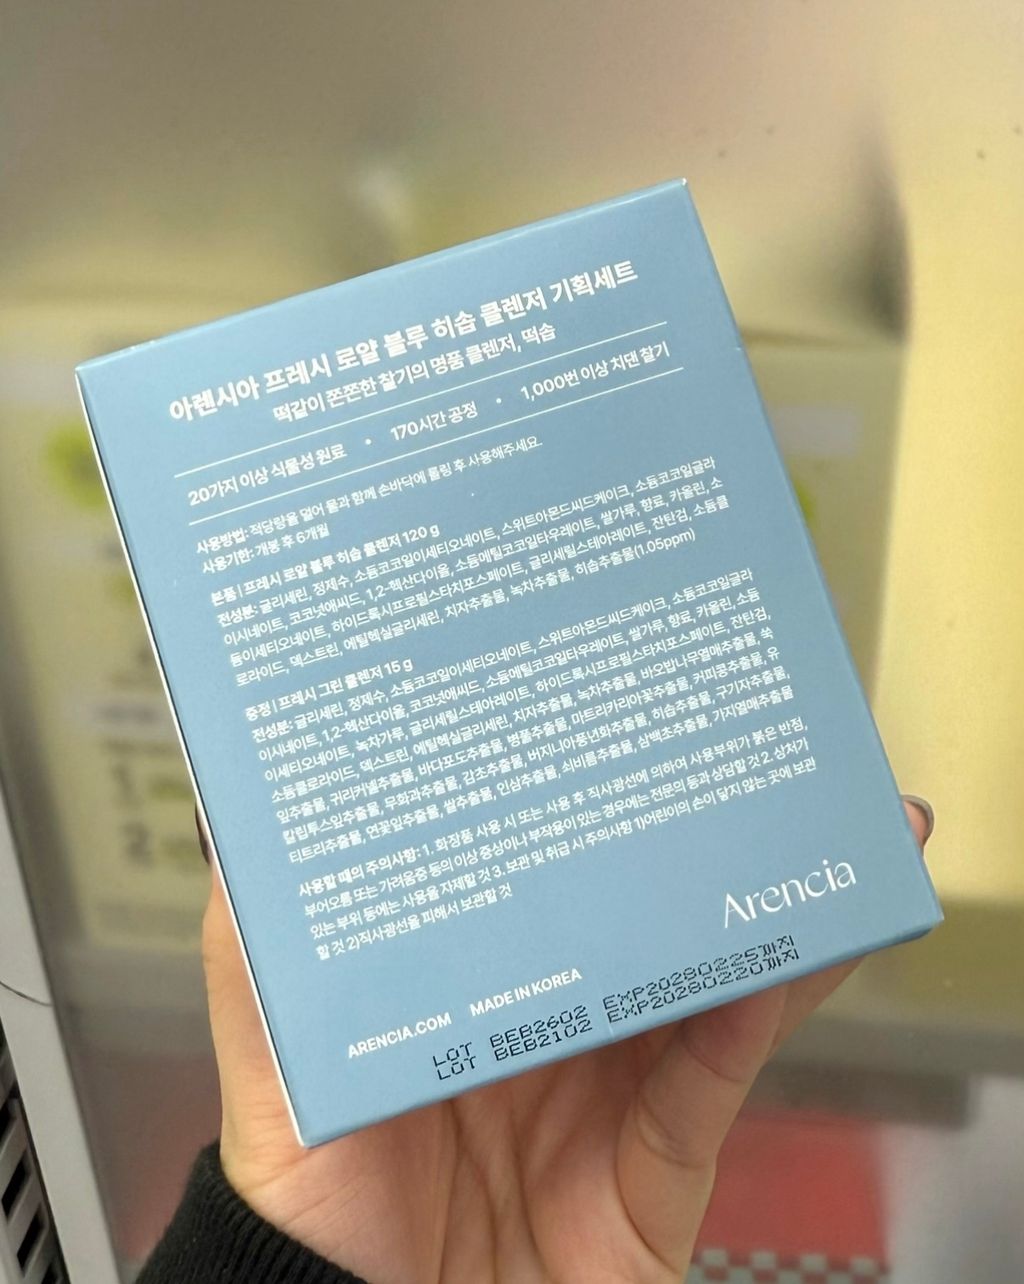 아렌시아 프레시 로얄 블루 히솝 클렌저 기획세트
떡같이 쫀쫀한 찰기의 명품 클렌저, 떡솝
20가지 이상 식물성 원료 • 170시간 공정 • 1,000번 이상 치댄 찰기
사용방법: 적당량을 덜어 물과 함께 손바닥에 롤링 후 사용해주세요.
사용기한: 개봉 후 6개월
본품 | 프레시 로얄 블루 히솝 클렌저 120 g
전성분: 글리세린, 정제수, 소듐코코일이세티오네이트, 스위트아몬드씨드케이크, 소듐코코일글라
이시네이트, 코코넛애씨드, 1,2-헥산다이올, 소듐메틸코코일타우레이트, 쌀가루, 향료, 카올린, 소
듐이세티오네이트, 하이드록시프로필스타치포스페이트, 글리세릴스테아레이트, 잔탄검, 소듐클
로라이드, 덱스트린, 에틸헥실글리세린, 치자추출물, 녹차추출물, 히솝추출물(1.05ppm)
증정 | 프레시 그린 클렌저 15 g
전성분: 글리세린, 정제수, 소듐코코일이세티오네이트, 스위트아몬드씨드케이크, 소듐코코일글라
이시네이트, 1,2-헥산다이올, 코코넛애씨드, 소듐메틸코코일타우레이트, 쌀가루, 향료, 카올린, 소듐
이세티오네이트, 녹차가루, 글리세릴스테아레이트, 하이드록시프로필스타치포스페이트, 잔탄검,
소듐클로라이드, 덱스트린, 에틸헥실글리세린, 치자추출물, 녹차추출물, 바오밥나무열매추출물, 쑥
잎추출물, 귀리커넬추출물, 바다포도추출물, 병풀추출물, 마트리카리아꽃추출물, 커피콩추출물, 유
칼립투스잎추출물, 무화과추출물, 감초추출물, 버지니아풍년화추출물, 히솝추출물, 구기자추출물,
티트리추출물, 연꽃잎추출물, 쌀추출물, 인삼추출물, 쇠비름추출물, 삼백초추출물, 가지열매추출물
사용할 때의 주의사항: 1. 화장품 사용 시 또는 사용 후 직사광선에 의하여 사용부위가 붉은 반점,
부어오름 또는 가려움증 등의 이상 증상이나 부작용이 있는 경우에는 전문의 등과 상담할 것 2. 상처가
있는 부위 등에는 사용을 자제할 것 3. 보관 및 취급 시 주의사항 1)어린이의 손이 닿지 않는 곳에 보관
할 것 2)직사광선을 피해서 보관할 것
Arencia
ARENCIA.COM MADE IN KOREA
LOT BEB2602 EXP20280225까지
LOT BEB2102 EXP20280220까지
1
2